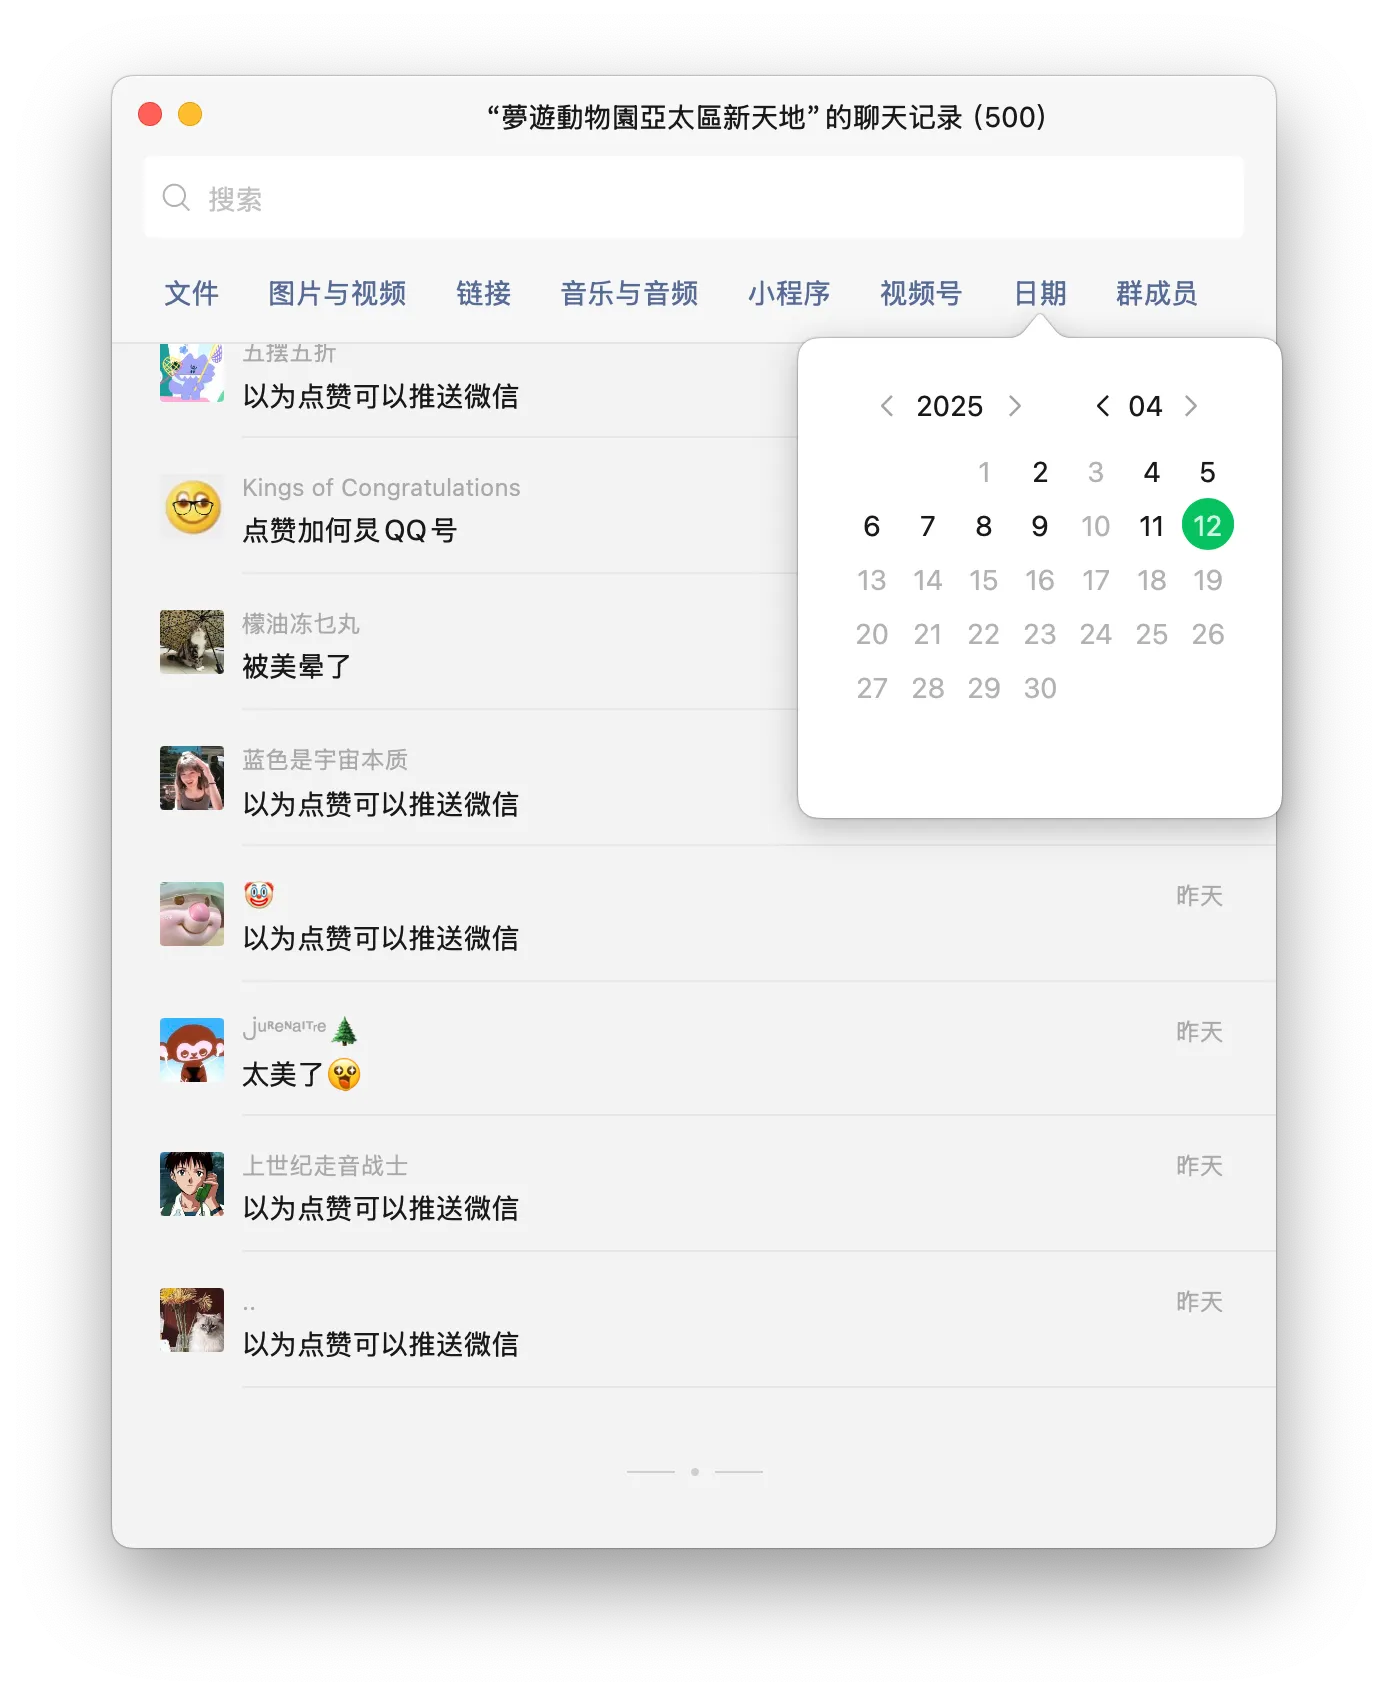 “夢遊動物園亞太區新天地”的聊天记录 (500)
搜索
文件 图片与视频 链接 音乐与音频 小程序 视频号 日期 群成员
2025 04
1 2 3 4 5
6 7 8 9 10 11 12
13 14 15 16 17 18 19
20 21 22 23 24 25 26
27 28 29 30
五摆五折
以为点赞可以推送微信
Kings of Congratulations
点赞加何炅QQ号
檬油冻乜丸
被美晕了
蓝色是宇宙本质
以为点赞可以推送微信
🤡 昨天
以为点赞可以推送微信
Jᥙᴿᵉᴺᵃᴵᵀʳᵉ🌲 昨天
太美了🤩
上世纪走音战士 昨天
以为点赞可以推送微信
.. 昨天
以为点赞可以推送微信